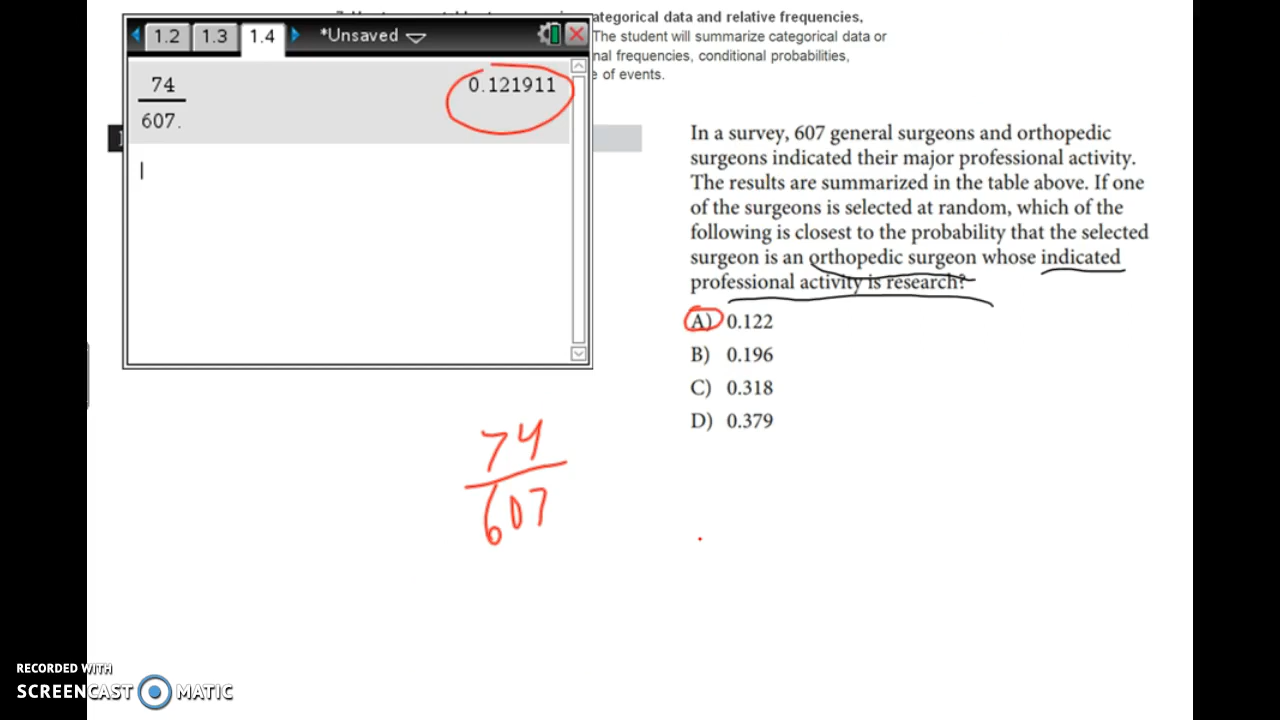 categorical data and relative frequencies,
The student will summarize categorical data or
nal frequencies, conditional probabilities,
e of events.
1.2 1.3 1.4 *Unsaved
74
607.
0.121911
In a survey, 607 general surgeons and orthopedic
surgeons indicated their major professional activity.
The results are summarized in the table above. If one
of the surgeons is selected at random, which of the
following is closest to the probability that the selected
surgeon is an orthopedic surgeon whose indicated
professional activity is research?
A) 0.122
B) 0.196
C) 0.318
D) 0.379
74
607
RECORDED WITH
SCREENCAST MATIC